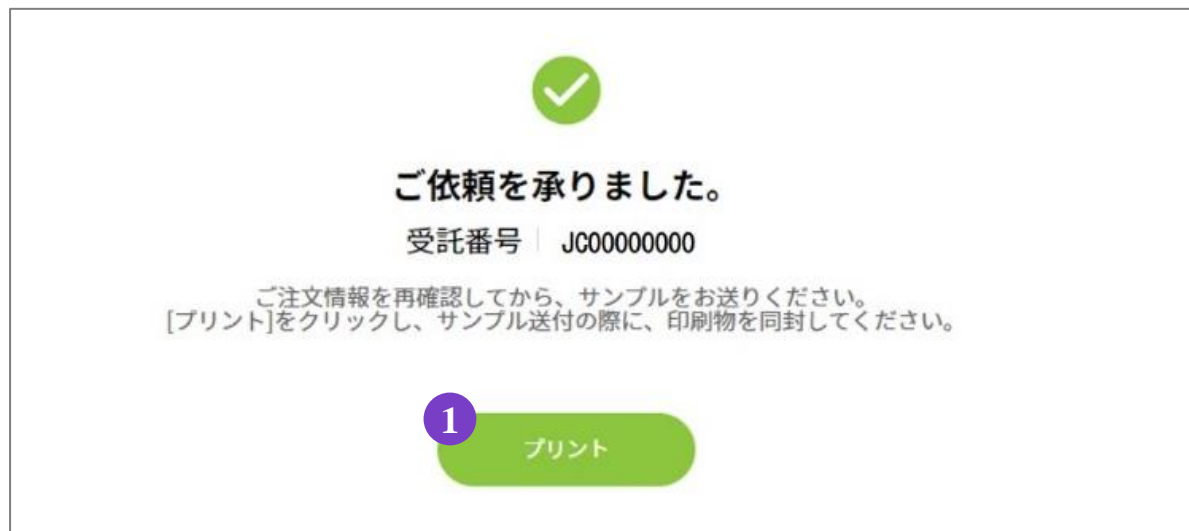 ご依頼を承りました。
受託番号 JC00000000
ご注文情報を再確認してから、サンプルをお送りください。
[プリント]をクリックし、サンプル送付の際に、印刷物を同封してください。
1
プリント